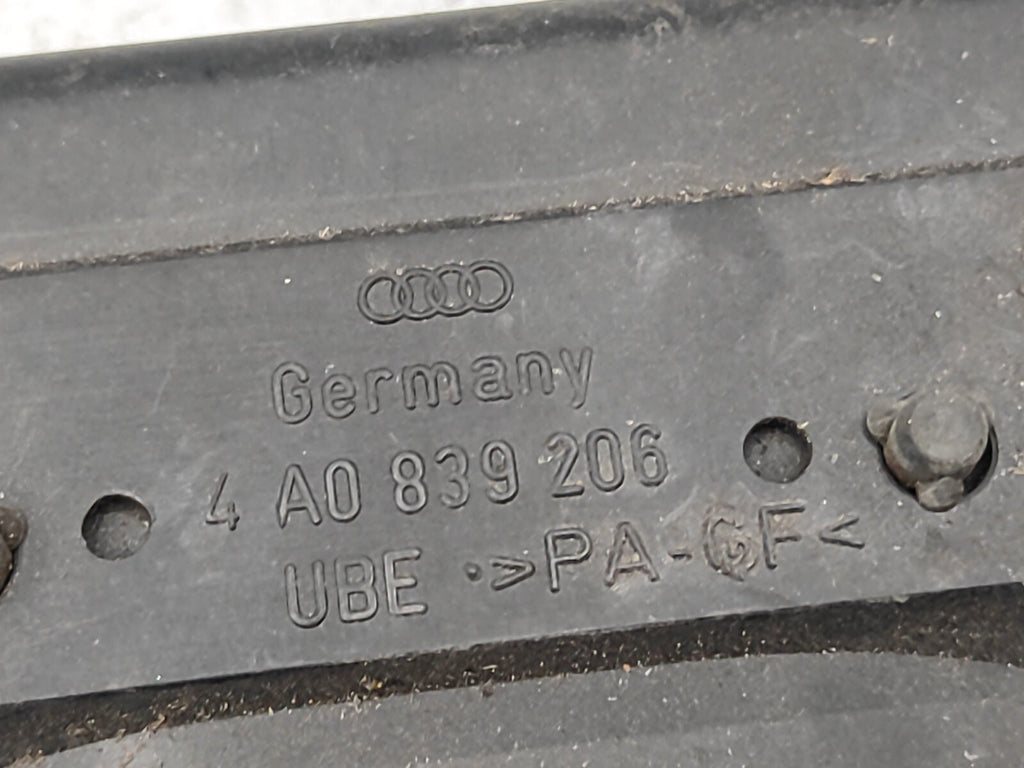 Germany
4 A0 839 206
UBE >PA-GF<